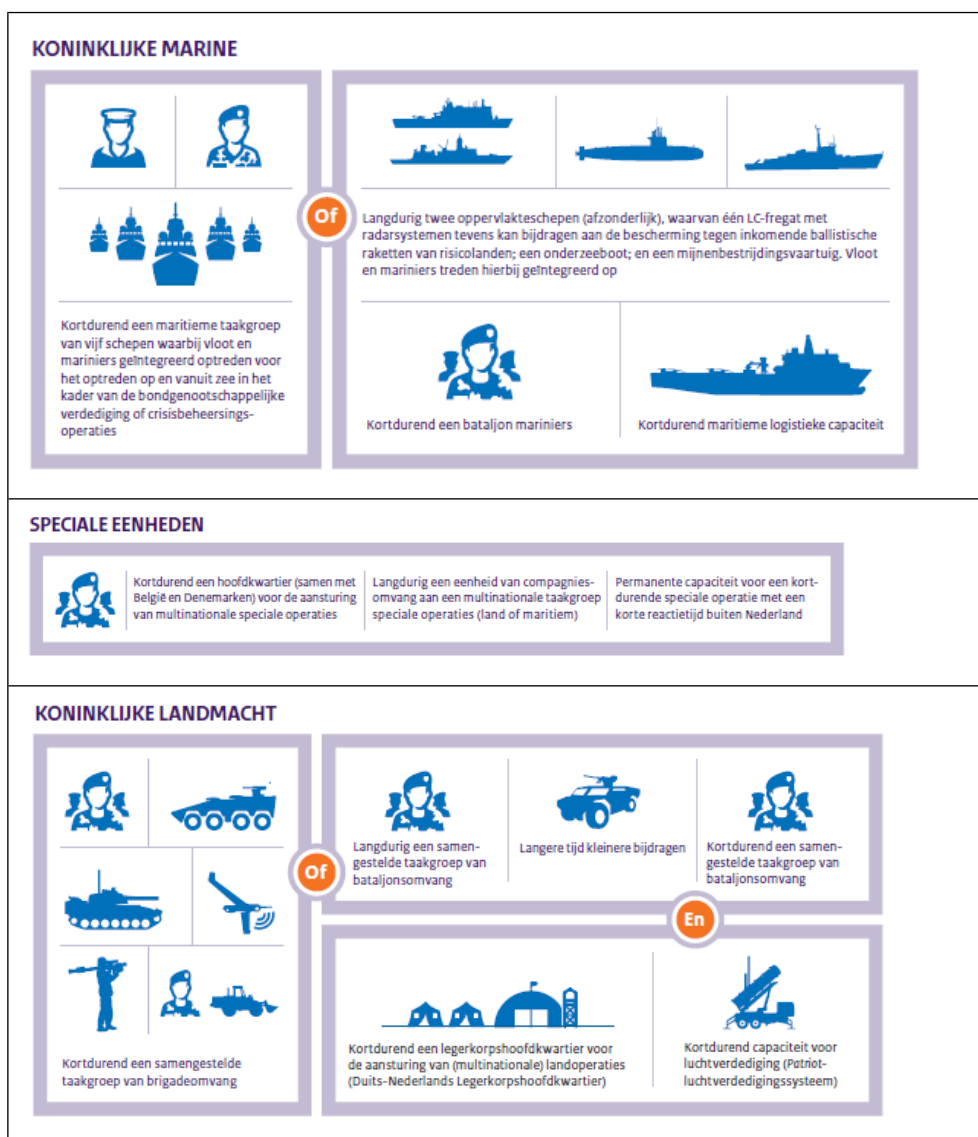 KONINKLIJKE MARINE
Kortdurend een maritieme taakgroep
van vijf schepen waarbij vloot en
mariniers geïntegreerd optreden voor
het optreden op en vanuit zee in het
kader van de bondgenootschappelijke
verdediging of crisisbeheersings-
operaties
Of
Langdurig twee oppervlakteschepen (afzonderlijk), waarvan één LC-fregat met
radarsystemen tevens kan bijdragen aan de bescherming tegen inkomende ballistische
raketten van risicolanden; een onderzeeboot; en een mijnenbestrijdingsvaartuig. Vloot
en mariniers treden hierbij geïntegreerd op
Kortdurend een bataljon mariniers
Kortdurend maritieme logistieke capaciteit
SPECIALE EENHEDEN
Kortdurend een hoofdkwartier (samen met
België en Denemarken) voor de aansturing
van multinationale speciale operaties
Langdurig een eenheid van compagnies-
omvang aan een multinationale taakgroep
speciale operaties (land of maritiem)
Permanente capaciteit voor een kort-
durende speciale operatie met een
korte reactietijd buiten Nederland
KONINKLIJKE LANDMACHT
Kortdurend een samengestelde
taakgroep van brigadeomvang
Of
Langdurig een samen-
gestelde taakgroep van
bataljonsomvang
Langere tijd kleinere bijdragen
Kortdurend een samen-
gestelde taakgroep van
bataljonsomvang
En
Kortdurend een legerkorpshoofdkwartier voor
de aansturing van (multinationale) landoperaties
(Duits-Nederlands Legerkorpshoofdkwartier)
Kortdurend capaciteit voor
luchtverdediging (Patriot-
luchtverdedigingssysteem)